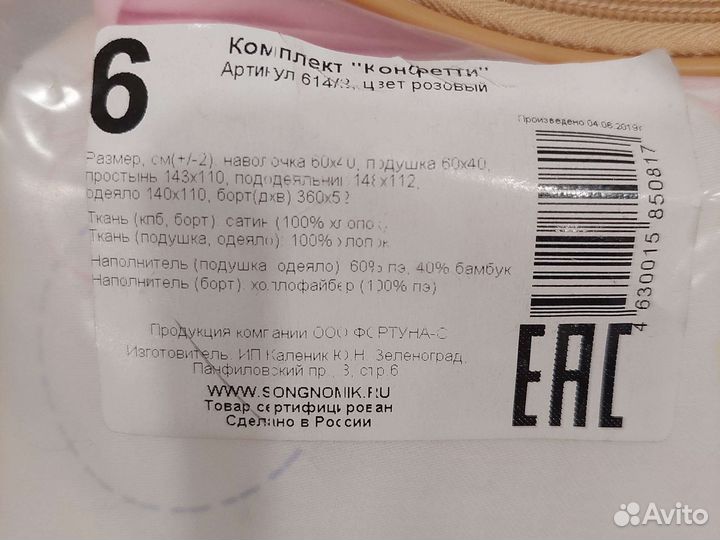 6
Комплект "Конфетти"
Артикул 614/3, цвет розовый
Произведено 04.06.2019г
Размер, см(+/-2): наволочка 60х40, подушка 60х40,
простынь 143х110, пододеяльник 148х112,
одеяло 140х110, борт(дхв) 360х52
Ткань (кпб, борт): сатин (100% хлопок)
Ткань (подушка, одеяло): 100% хлопок
Наполнитель (подушка, одеяло): 60% пэ, 40% бамбук
Наполнитель (борт): холлофайбер (100% пэ)
Продукция компании ООО ФОРТУНА-С
Изготовитель: ИП Каленик Ю.Н. Зеленоград,
Панфиловский пр., 8, стр.6
WWW.SONGNOMIK.RU
Товар сертифицирован
Сделано в России
4 630015 850817
ЕАС
Avito